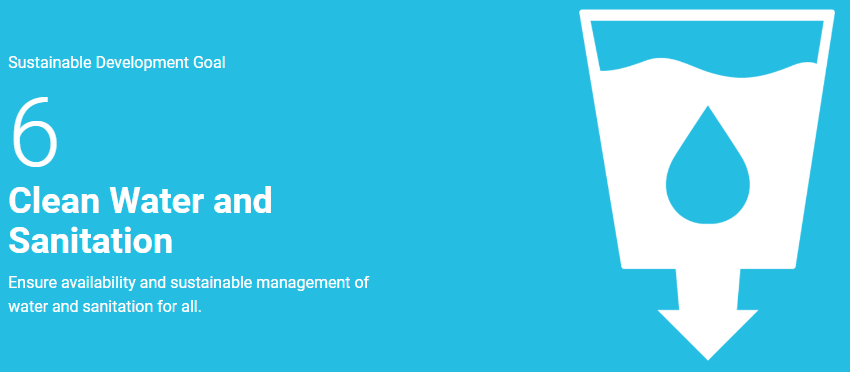 Sustainable Development Goal
6
Clean Water and
Sanitation
Ensure availability and sustainable management of
water and sanitation for all.